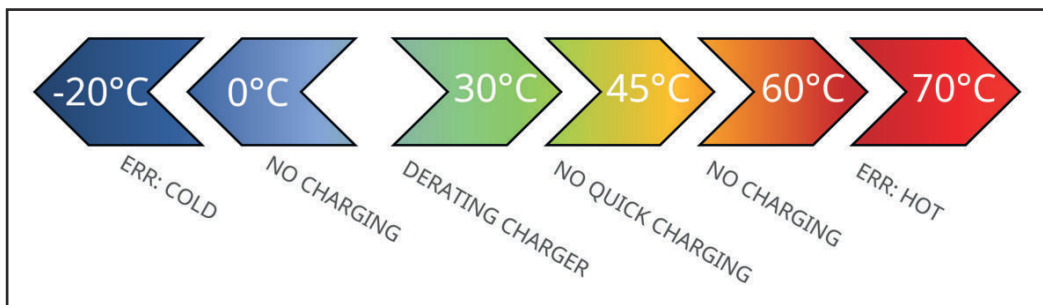 -20°C
0°C
30°C
45°C
60°C
70°C
ERR: COLD
NO CHARGING
DERATING CHARGER
NO QUICK CHARGING
NO CHARGING
ERR: HOT